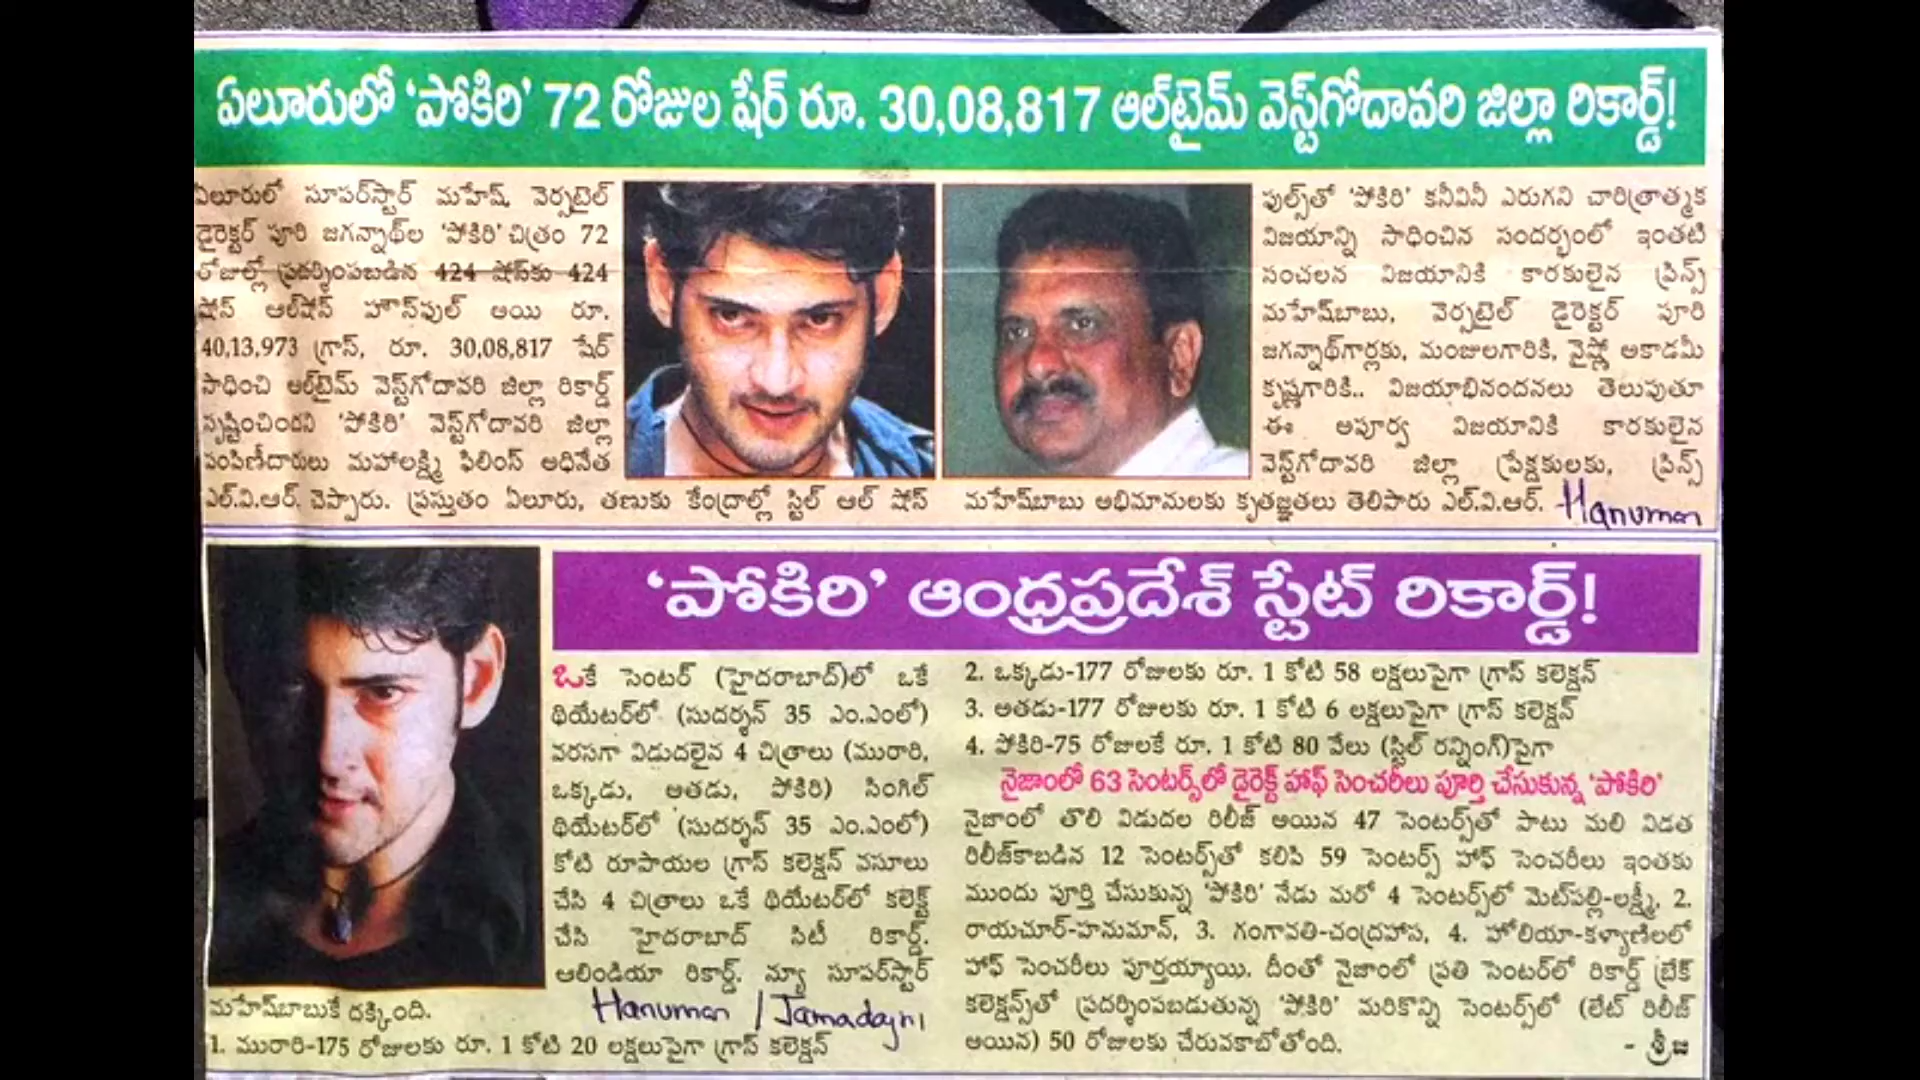 ఏలూరులో ‘పోకిరి’ 72 రోజుల షేర్ రూ. 30,08,817 ఆల్‌టైమ్ వెస్ట్‌గోదావరి జిల్లా రికార్డ్!
ఏలూరులో సూపర్‌స్టార్ మహేష్, వెర్సటైల్
డైరెక్టర్ పూరి జగన్నాథ్‌ల ‘పోకిరి’ చిత్రం 72
రోజుల్లో ప్రదర్శింపబడిన 424 షోస్‌కు 424
షోస్ ఆల్‌షోస్ హౌస్‌ఫుల్ అయి రూ.
40,13,973 గ్రాస్, రూ. 30,08,817 షేర్
సాధించి ఆల్‌టైమ్ వెస్ట్‌గోదావరి జిల్లా రికార్డ్
సృష్టించిందని ‘పోకిరి’ వెస్ట్‌గోదావరి జిల్లా
పంపిణీదారులు మహాలక్ష్మి ఫిలింస్ అధినేత
ఎల్.వి.ఆర్. చెప్పారు. ప్రస్తుతం ఏలూరు, తణుకు కేంద్రాల్లో స్టిల్ ఆల్ షోస్
ఫుల్స్‌తో ‘పోకిరి’ కనీవినీ ఎరుగని చారిత్రాత్మక
విజయాన్ని సాధించిన సందర్భంలో ఇంతటి
సంచలన విజయానికి కారకులైన ప్రిన్స్
మహేష్‌బాబు, వెర్సటైల్ డైరెక్టర్ పూరి
జగన్నాథ్‌గార్లకు, మంజులగారికి, వైష్ణో అకాడమీ
కృష్ణగారికి.. విజయాభినందనలు తెలుపుతూ
ఈ అపూర్వ విజయానికి కారకులైన
వెస్ట్‌గోదావరి జిల్లా ప్రేక్షకులకు, ప్రిన్స్
మహేష్‌బాబు అభిమానులకు కృతజ్ఞతలు తెలిపారు ఎల్.వి.ఆర్. Hanuman
‘పోకిరి’ ఆంధ్రప్రదేశ్ స్టేట్ రికార్డ్!
ఒకే సెంటర్ (హైదరాబాద్)లో ఒకే
థియేటర్‌లో (సుదర్శన్ 35 ఎం.ఎంలో)
వరసగా విడుదలైన 4 చిత్రాలు (మురారి,
ఒక్కడు, అతడు, పోకిరి) సింగిల్
థియేటర్‌లో (సుదర్శన్ 35 ఎం.ఎంలో)
కోటి రూపాయల గ్రాస్ కలెక్షన్ వసూలు
చేసి 4 చిత్రాలు ఒకే థియేటర్‌లో కలెక్ట్
చేసి హైదరాబాద్ సిటీ రికార్డ్.
ఆలిండియా రికార్డ్. న్యూ సూపర్‌స్టార్
మహేష్‌బాబుకే దక్కింది.
Hanuman / Jamadagni
1. మురారి-175 రోజులకు రూ. 1 కోటి 20 లక్షలుపైగా గ్రాస్ కలెక్షన్
2. ఒక్కడు-177 రోజులకు రూ. 1 కోటి 58 లక్షలుపైగా గ్రాస్ కలెక్షన్
3. అతడు-177 రోజులకు రూ. 1 కోటి 6 లక్షలుపైగా గ్రాస్ కలెక్షన్
4. పోకిరి-75 రోజులకే రూ. 1 కోటి 80 వేలు (స్టిల్ రన్నింగ్)పైగా
నైజాంలో 63 సెంటర్స్‌లో డైరెక్ట్ హాఫ్ సెంచరీలు పూర్తి చేసుకున్న ‘పోకిరి’
నైజాంలో తొలి విడుదల రిలీజ్ అయిన 47 సెంటర్స్‌తో పాటు మలి విడత
రిలీజ్‌కాబడిన 12 సెంటర్స్‌తో కలిపి 59 సెంటర్స్ హాఫ్ సెంచరీలు ఇంతకు
ముందు పూర్తి చేసుకున్న ‘పోకిరి’ నేడు మరో 4 సెంటర్స్‌లో మెట్‌పల్లి-లక్ష్మీ, 2.
రాయచూర్-హనుమాన్, 3. గంగావతి-చంద్రహాస, 4. హోలియా-కళ్యాణిలలో
హాఫ్ సెంచరీలు పూర్తయ్యాయి. దీంతో నైజాంలో ప్రతి సెంటర్‌లో రికార్డ్ బ్రేక్
కలెక్షన్స్‌తో ప్రదర్శింపబడుతున్న ‘పోకిరి’ మరికొన్ని సెంటర్స్‌లో (లేట్ రిలీజ్
అయిన) 50 రోజులకు చేరువకాబోతోంది. - శ్రీజ